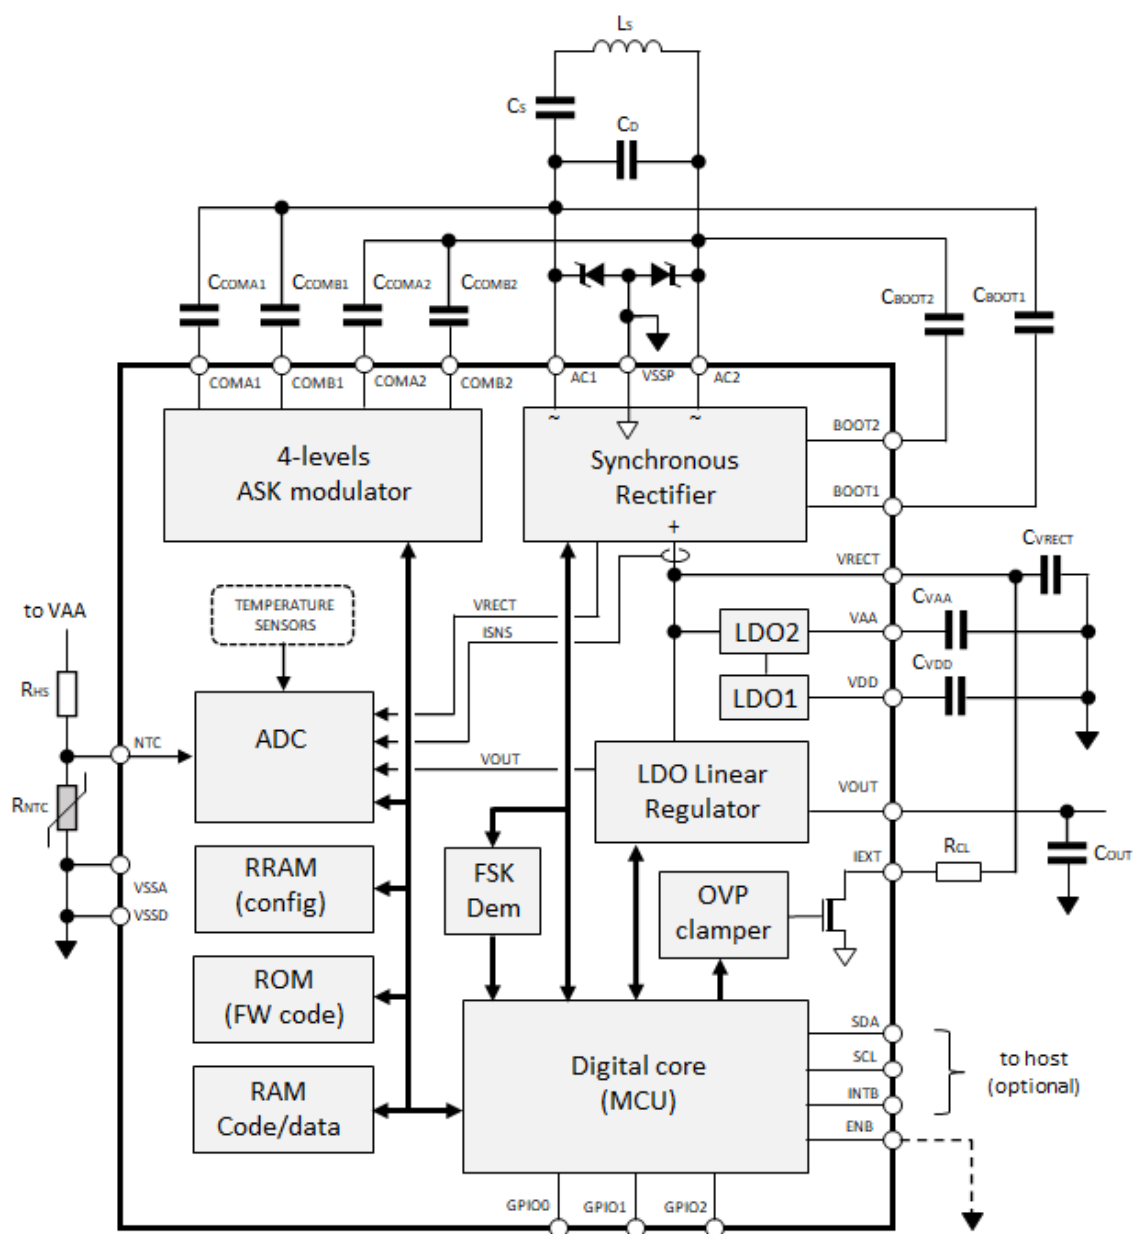 LS
CS
CD
CCOMA1
CCOMB1
CCOMA2
CCOMB2
CBOOT2
CBOOT1
COMA1
COMB1
COMA2
COMB2
AC1
VSSP
AC2
~
~
4-levels
ASK modulator
Synchronous
Rectifier
+
BOOT2
BOOT1
CVRECT
VRECT
to VAA
TEMPERATURE
SENSORS
VRECT
ISNS
LDO2
VAA
CVAA
CVDD
RHS
LDO1
VDD
NTC
ADC
VOUT
LDO Linear
Regulator
VOUT
RNTC
RCL
COUT
IEXT
VSSA
VSSD
RRAM
(config)
FSK
Dem
OVP
clamper
ROM
(FW code)
RAM
Code/data
Digital core
(MCU)
SDA
SCL
INTB
ENB
to host
(optional)
GPIO0
GPIO1
GPIO2